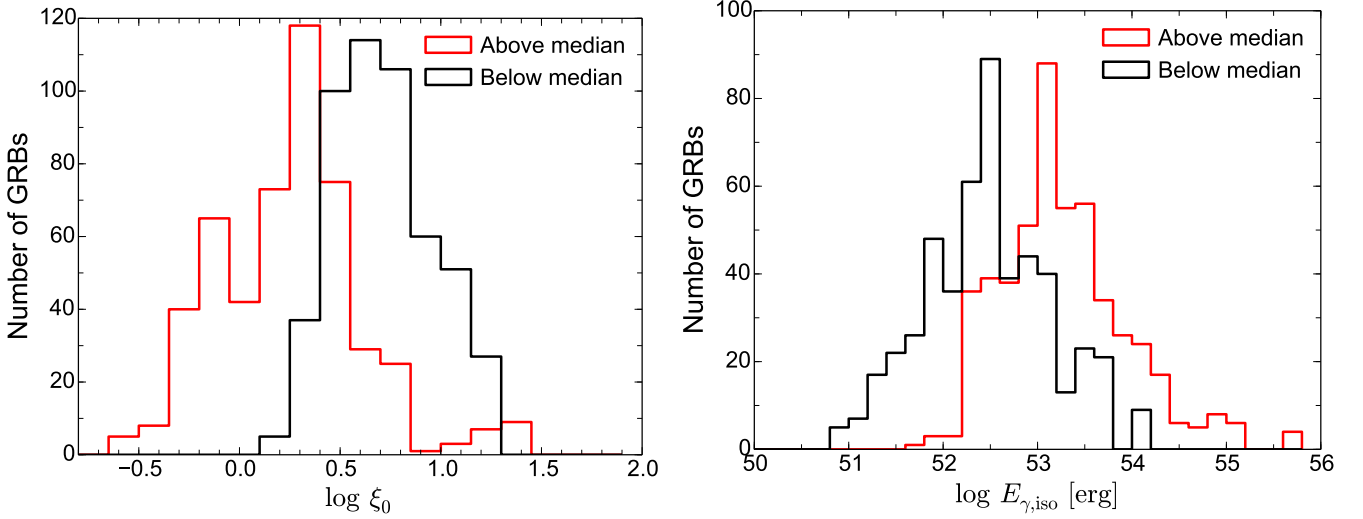 Number of GRBs
120
100
80
60
40
20
0
−0.5 0.0 0.5 1.0 1.5 2.0
log ξ₀
Above median
Below median
Number of GRBs
100
80
60
40
20
0
50 51 52 53 54 55 56
log E_γ,iso [erg]
Above median
Below median